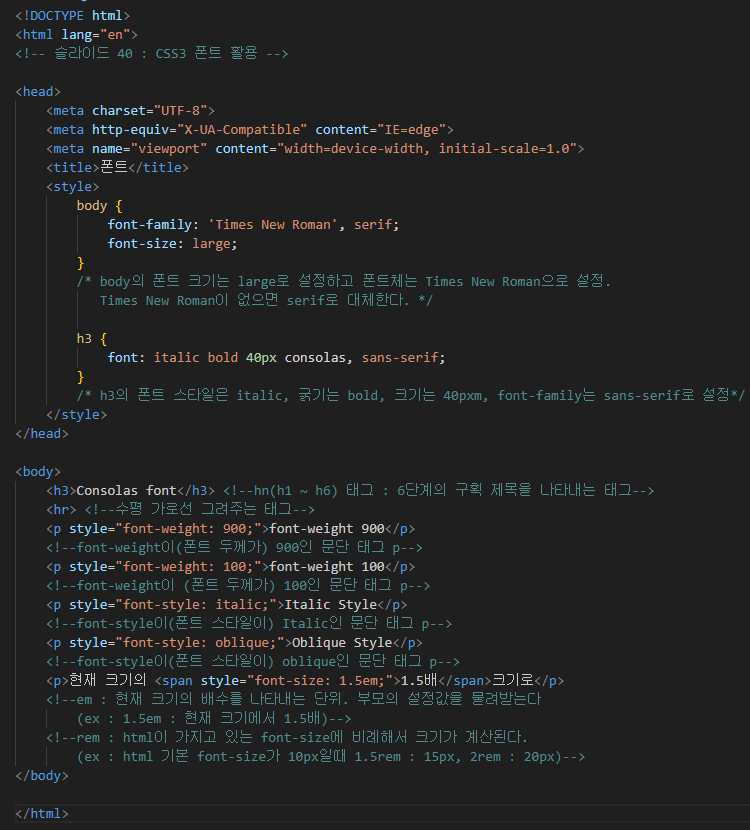 <!DOCTYPE html>
<html lang="en">
<!-- 슬라이드 40 : CSS3 폰트 활용 -->
<head>
    <meta charset="UTF-8">
    <meta http-equiv="X-UA-Compatible" content="IE=edge">
    <meta name="viewport" content="width=device-width, initial-scale=1.0">
    <title>폰트</title>
    <style>
        body {
            font-family: 'Times New Roman', serif;
            font-size: large;
        }
        /* body의 폰트 크기는 large로 설정하고 폰트체는 Times New Roman으로 설정.
           Times New Roman이 없으면 serif로 대체한다. */
        h3 {
            font: italic bold 40px consolas, sans-serif;
        }
        /* h3의 폰트 스타일은 italic, 굵기는 bold, 크기는 40pxm, font-family는 sans-serif로 설정*/
    </style>
</head>
<body>
    <h3>Consolas font</h3> <!--hn(h1 ~ h6) 태그 : 6단계의 구획 제목을 나타내는 태그-->
    <hr> <!--수평 가로선 그려주는 태그-->
    <p style="font-weight: 900;">font-weight 900</p>
    <!--font-weight이(폰트 두께가) 900인 문단 태그 p-->
    <p style="font-weight: 100;">font-weight 100</p>
    <!--font-weight이 (폰트 두께가) 100인 문단 태그 p-->
    <p style="font-style: italic;">Italic Style</p>
    <!--font-style이(폰트 스타일이) Italic인 문단 태그 p-->
    <p style="font-style: oblique;">Oblique Style</p>
    <!--font-style이(폰트 스타일이) oblique인 문단 태그 p-->
    <p>현재 크기의 <span style="font-size: 1.5em;">1.5배</span>크기로</p>
    <!--em : 현재 크기의 배수를 나타내는 단위. 부모의 설정값을 물려받는다
        (ex : 1.5em : 현재 크기에서 1.5배)-->
    <!--rem : html이 가지고 있는 font-size에 비례해서 크기가 계산된다.
        (ex : html 기본 font-size가 10px일때 1.5rem : 15px, 2rem : 20px)-->
</body>
</html>